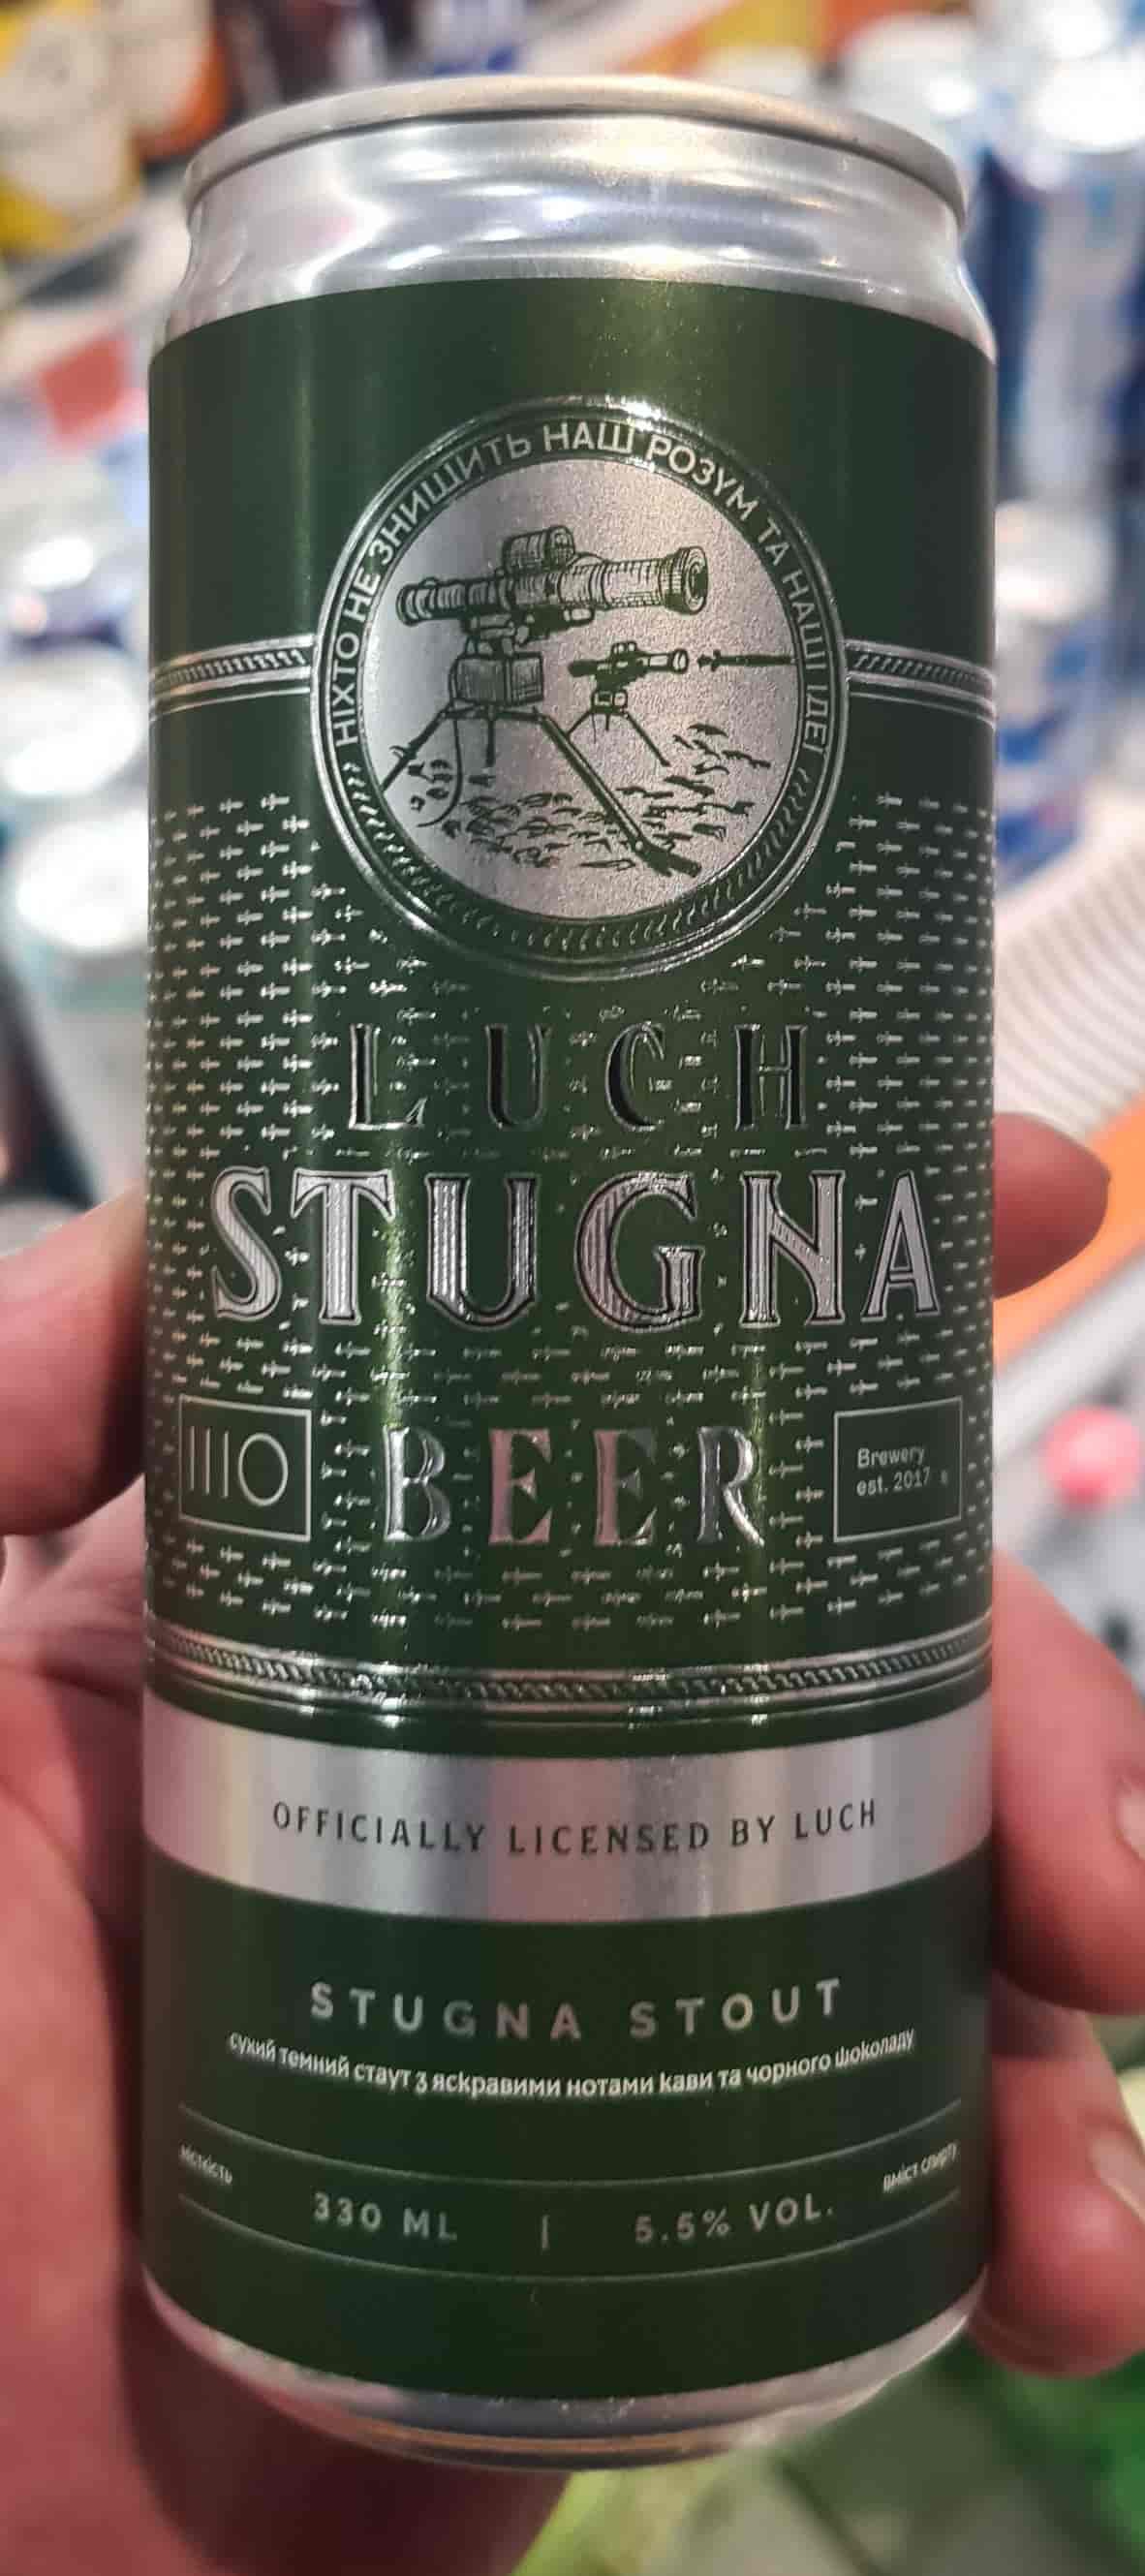 НІХТО НЕ ЗНИЩИТЬ НАШ РОЗУМ ТА НАШІ ІДЕЇ
LUCH
STUGNA
BEER
1110
Brewery
est. 2017
OFFICIALLY LICENSED BY LUCH
STUGNA STOUT
сухий темний стаут з яскравими нотами кави та чорного шоколаду
місткість
330 ML | 5.5% VOL.
вміст спирту